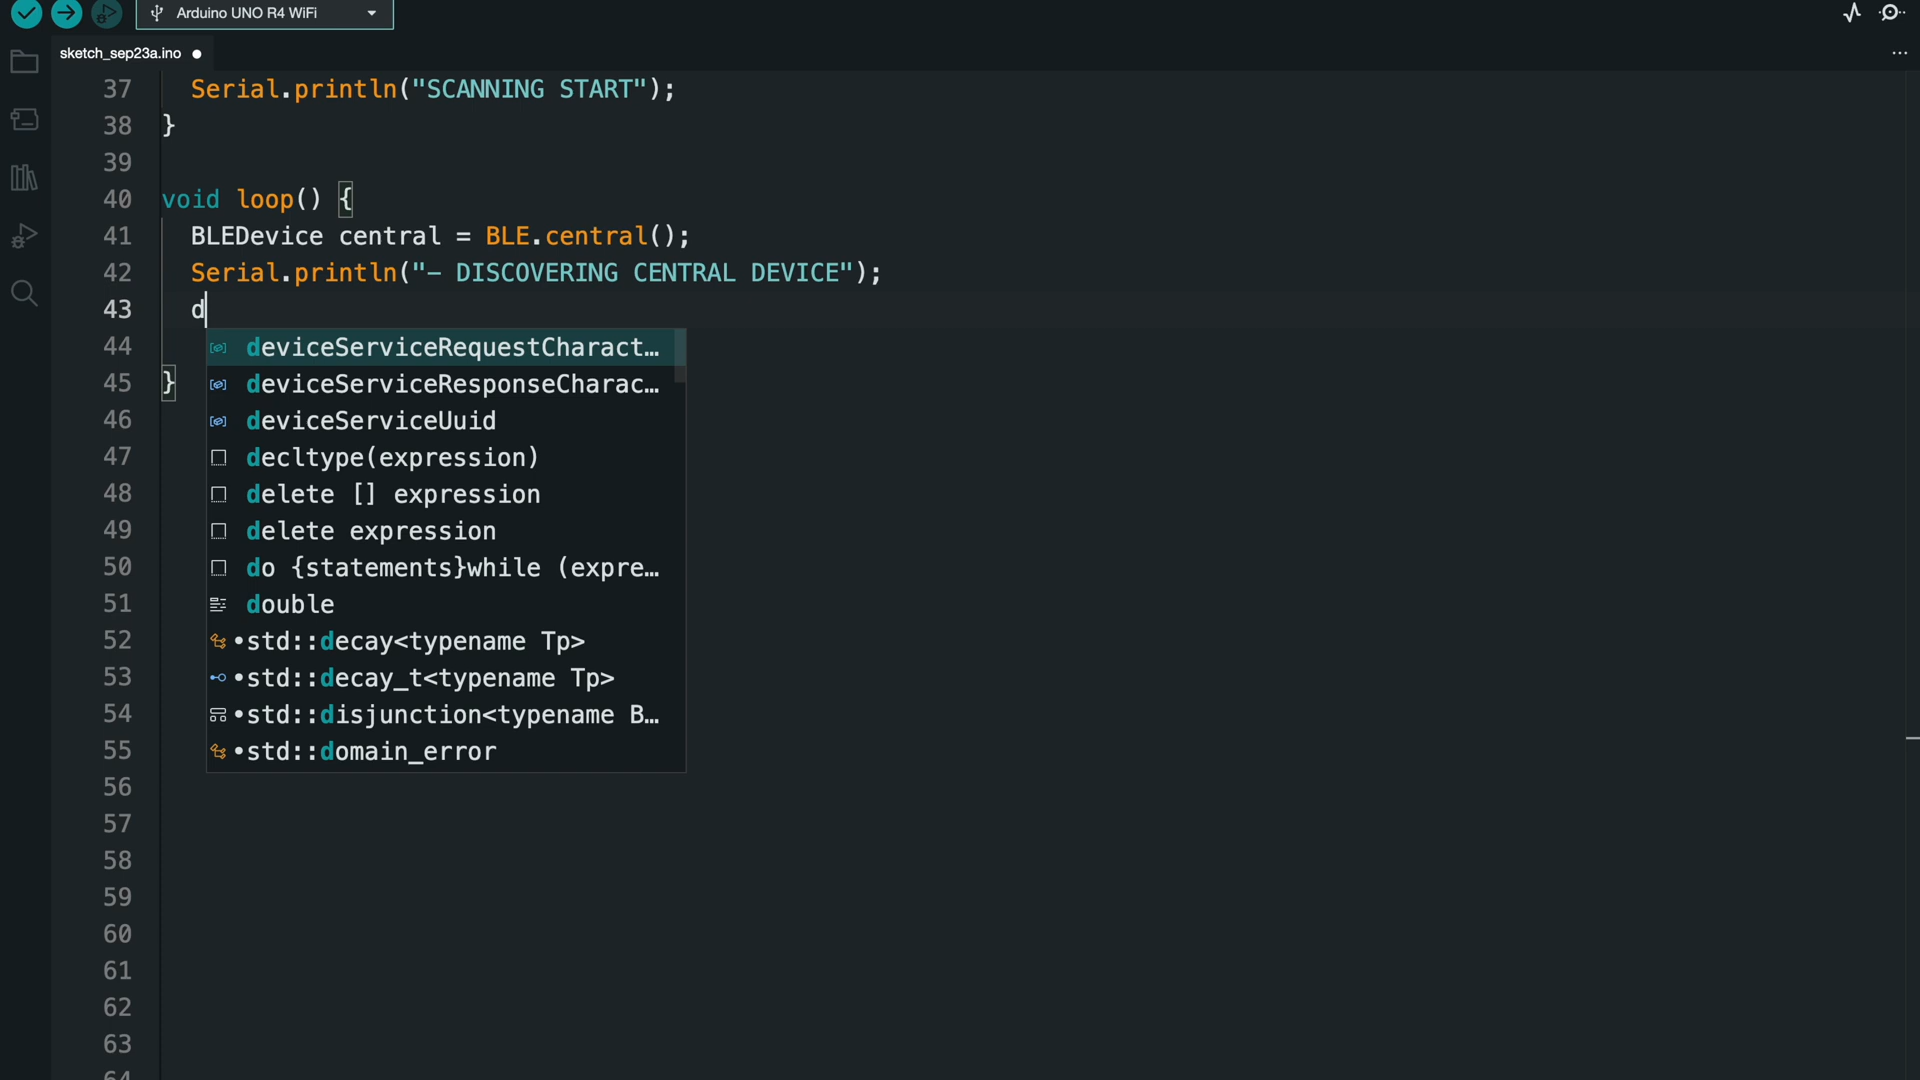 Arduino UNO R4 WiFi
sketch_sep23a.ino
37 Serial.println("SCANNING START");
38 }
39
40 void loop() {
41 BLEDevice central = BLE.central();
42 Serial.println("- DISCOVERING CENTRAL DEVICE");
43 d
44 deviceServiceRequestCharact…
45 } deviceServiceResponseCharac…
46 deviceServiceUuid
47 decltype(expression)
48 delete [] expression
49 delete expression
50 do {statements}while (expre…
51 double
52 •std::decay<typename Tp>
53 •std::decay_t<typename Tp>
54 •std::disjunction<typename B…
55 •std::domain_error
56
57
58
59
60
61
62
63
64